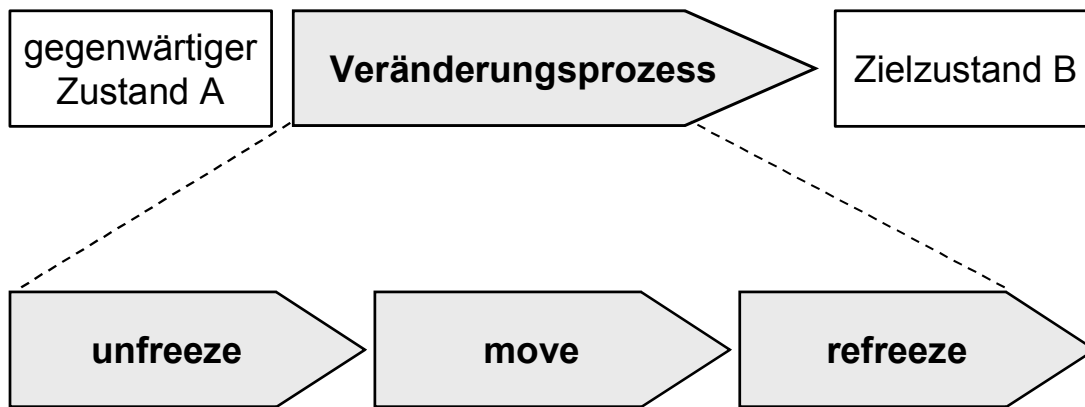 gegenwärtiger
Zustand A
Veränderungsprozess
Zielzustand B
unfreeze
move
refreeze